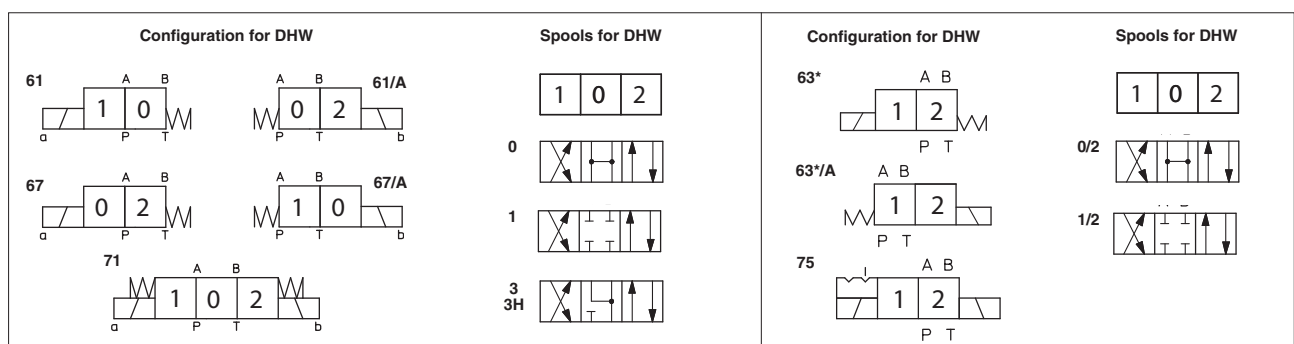 Configuration for DHW
Spools for DHW
61
A B
1 0
a
P T
61/A
A B
0 2
P T
b
67
A B
0 2
a
P T
67/A
A B
1 0
P T
b
71
A B
1 0 2
a
P T
b
1 0 2
0
1
3
3H
Configuration for DHW
Spools for DHW
63*
A B
1 2
P T
63*/A
A B
1 2
P T
75
A B
1 2
P T
1 0 2
0/2
1/2